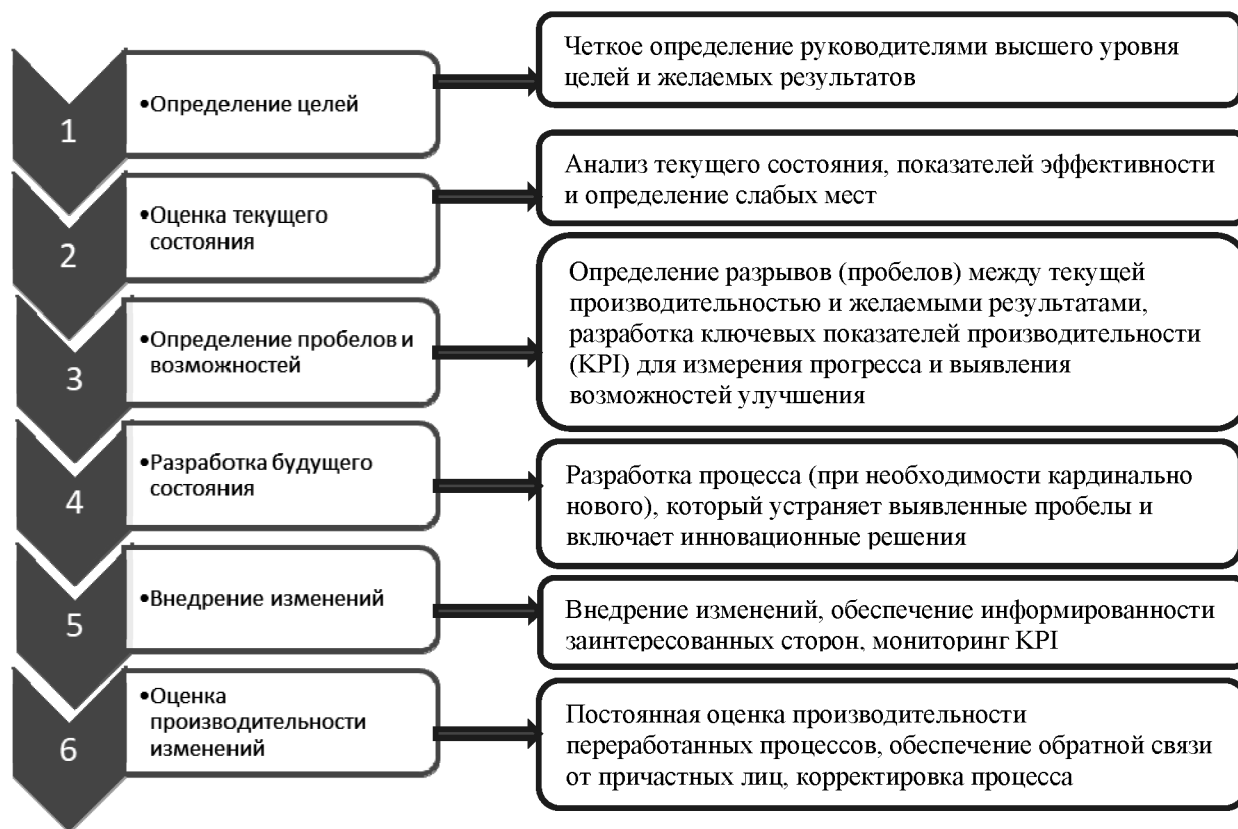 1
•Определение целей
Четкое определение руководителями высшего уровня
целей и желаемых результатов
2
•Оценка текущего
состояния
Анализ текущего состояния, показателей эффективности
и определение слабых мест
3
•Определение пробелов и
возможностей
Определение разрывов (пробелов) между текущей
производительностью и желаемыми результатами,
разработка ключевых показателей производительности
(KPI) для измерения прогресса и выявления
возможностей улучшения
4
•Разработка будущего
состояния
Разработка процесса (при необходимости кардинально
нового), который устраняет выявленные пробелы и
включает инновационные решения
5
•Внедрение изменений
Внедрение изменений, обеспечение информированности
заинтересованных сторон, мониторинг KPI
6
•Оценка
производительности
изменений
Постоянная оценка производительности
переработанных процессов, обеспечение обратной связи
от причастных лиц, корректировка процесса